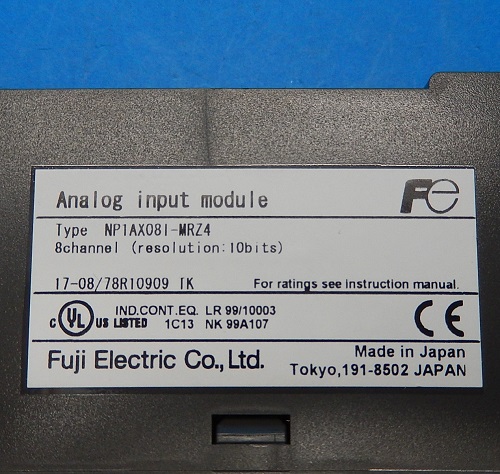 Analog input module
Fe
Type NP1AX08I-MRZ4
8channel (resolution:10bits)
17-08/78R10909 TK
For ratings see instruction manual.
C UL US LISTED
IND.CONT.EQ. LR 99/10003
1C13 NK 99A107
CE
Fuji Electric Co., Ltd.
Made in Japan
Tokyo,191-8502 JAPAN